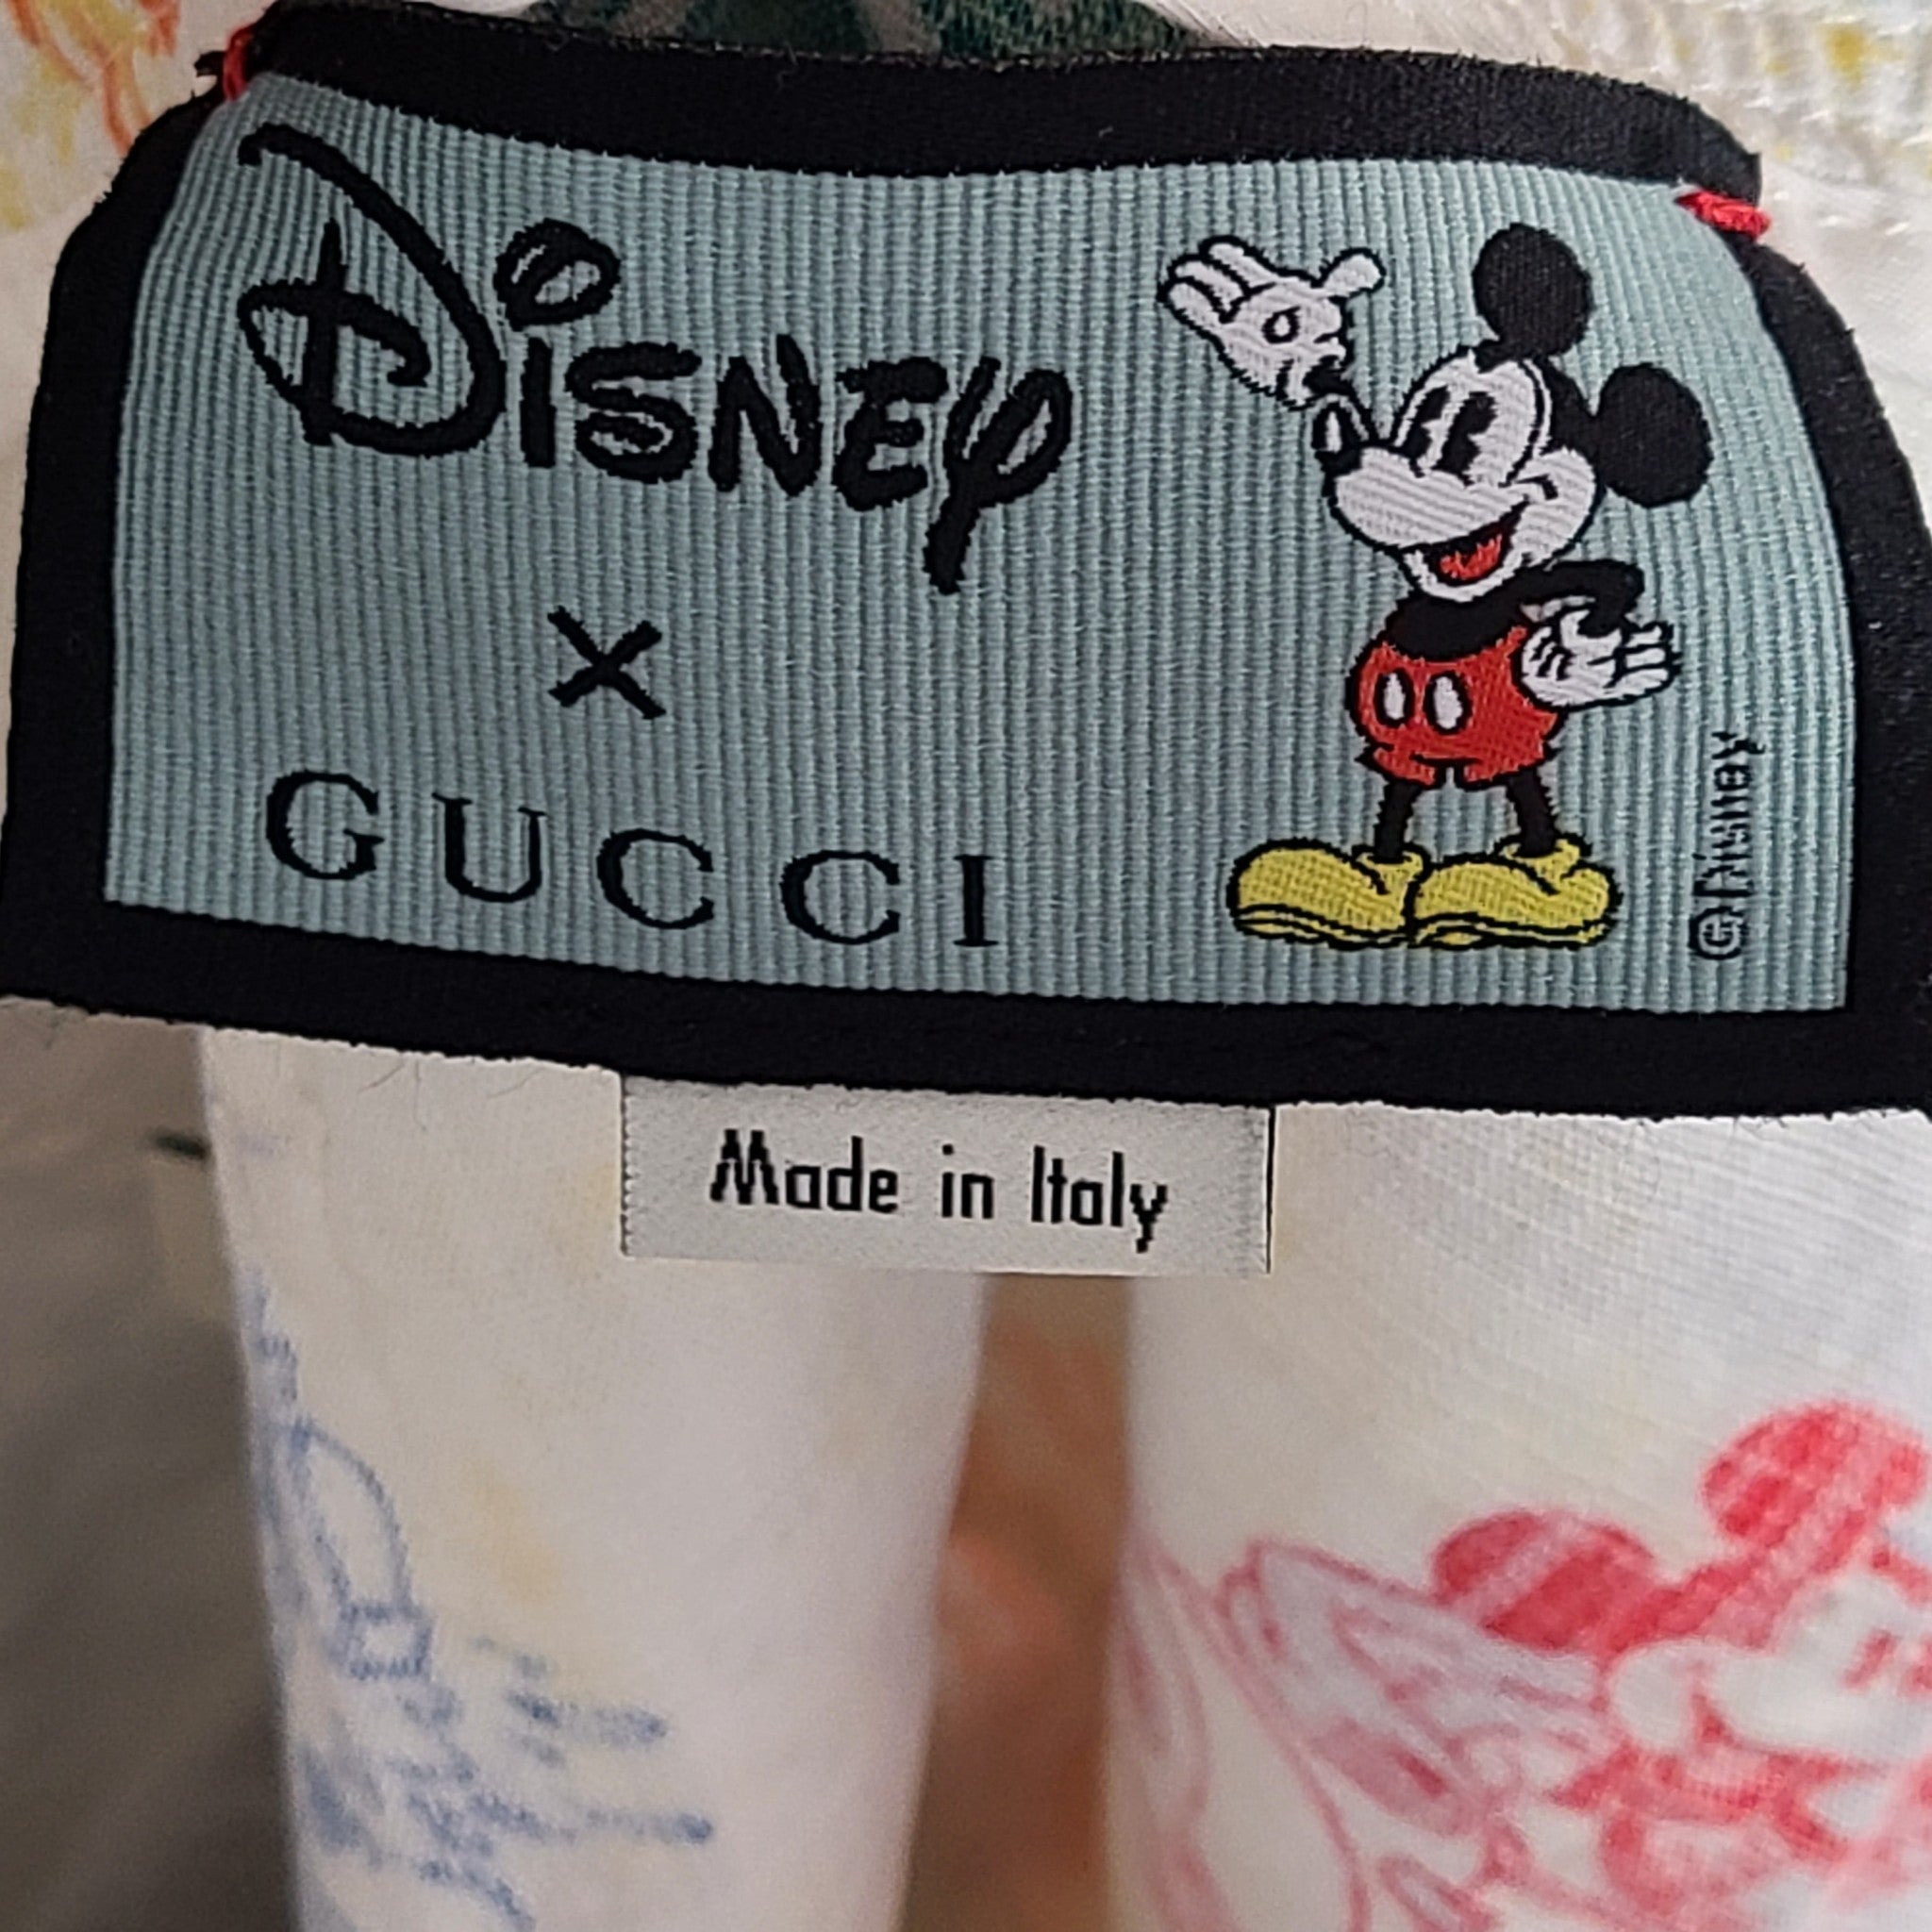 Disney
×
GUCCI
© Disney
Made in Italy